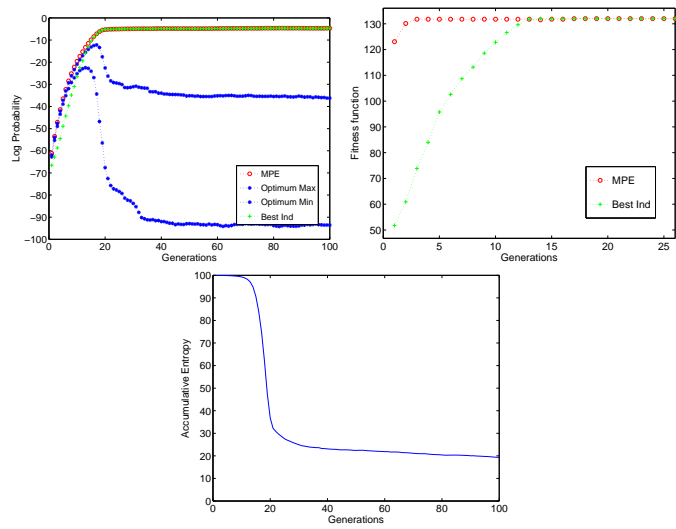 0
−10
−20
−30
−40
−50
−60
−70
−80
−90
−100
Log Probability
0 20 40 60 80 100
Generations
MPE
Optimum Max
Optimum Min
Best Ind
130
120
110
100
90
80
70
60
50
Fitness function
0 5 10 15 20 25
Generations
MPE
Best Ind
100
90
80
70
60
50
40
30
20
10
0
Accumulative Entropy
0 20 40 60 80 100
Generations